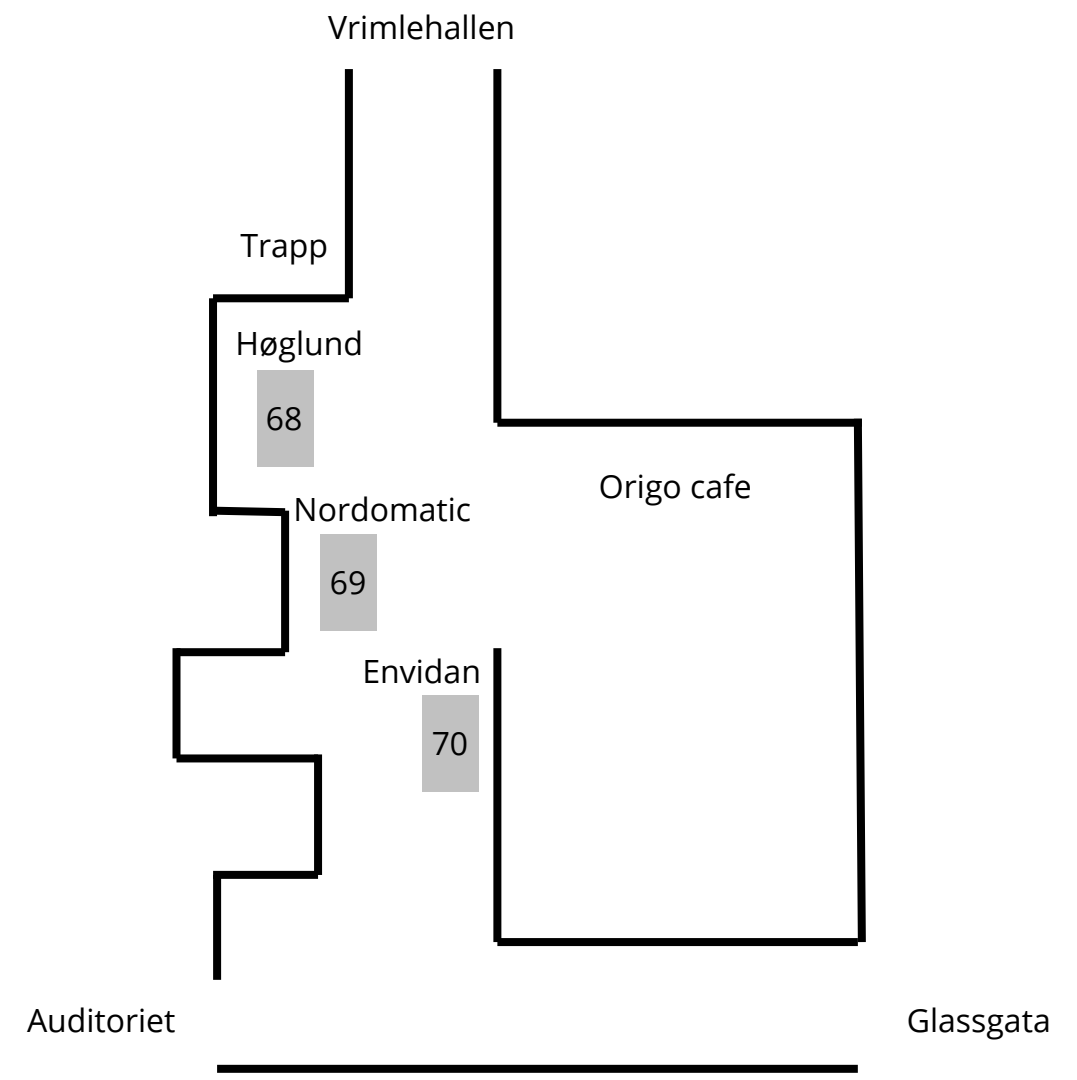 Vrimlehallen
Trapp
Høglund
68
Origo cafe
Nordomatic
69
Envidan
70
Auditoriet
Glassgata